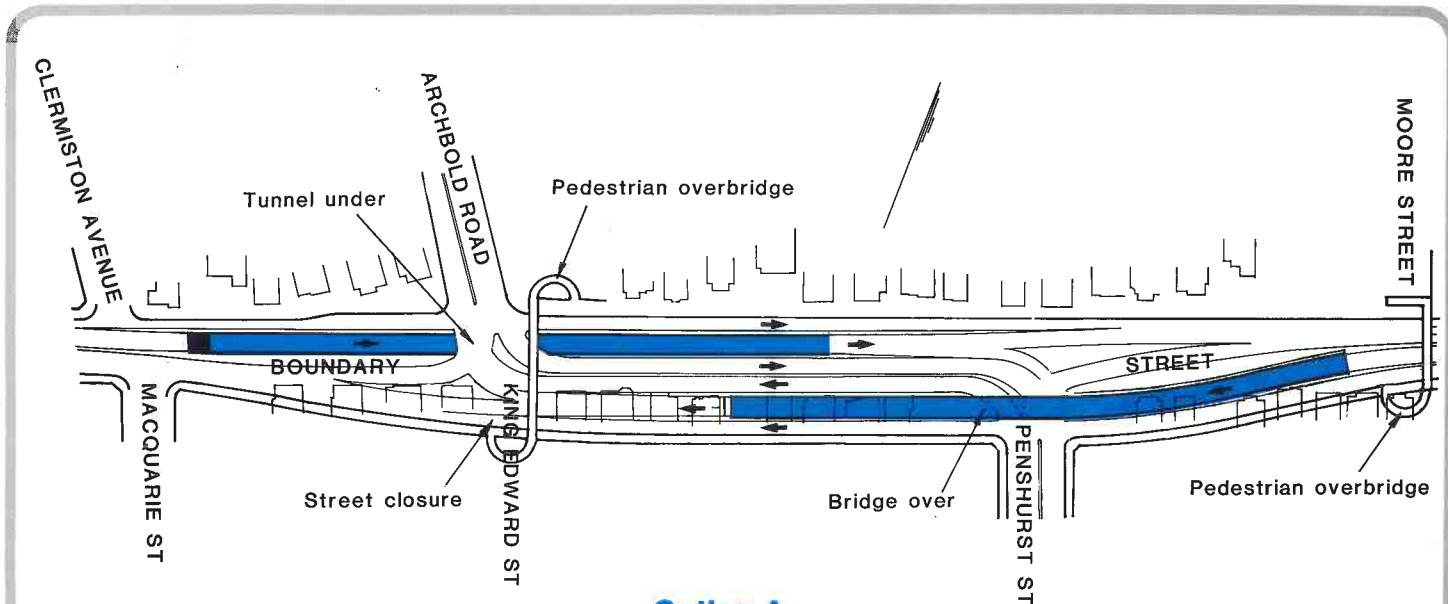 CLERMISTON AVENUE
ARCHBOLD ROAD
MOORE STREET
Tunnel under
Pedestrian overbridge
BOUNDARY
STREET
MACQUARIE ST
KING EDWARD ST
PENSHURST ST
Street closure
Bridge over
Pedestrian overbridge